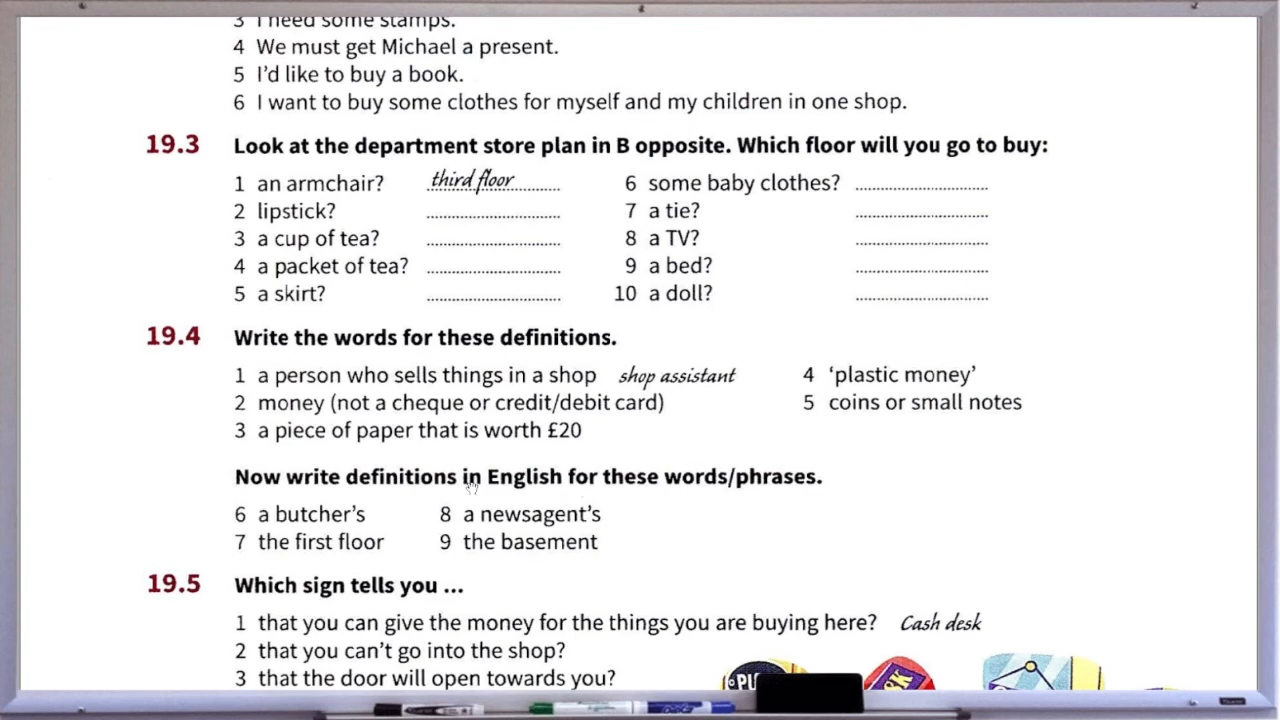 3 I need some stamps.
4 We must get Michael a present.
5 I'd like to buy a book.
6 I want to buy some clothes for myself and my children in one shop.
19.3 Look at the department store plan in B opposite. Which floor will you go to buy:
1 an armchair? third floor 6 some baby clothes?
2 lipstick? 7 a tie?
3 a cup of tea? 8 a TV?
4 a packet of tea? 9 a bed?
5 a skirt? 10 a doll?
19.4 Write the words for these definitions.
1 a person who sells things in a shop shop assistant 4 ‘plastic money’
2 money (not a cheque or credit/debit card) 5 coins or small notes
3 a piece of paper that is worth £20
Now write definitions in English for these words/phrases.
6 a butcher's 8 a newsagent's
7 the first floor 9 the basement
19.5 Which sign tells you ...
1 that you can give the money for the things you are buying here? Cash desk
2 that you can't go into the shop?
3 that the door will open towards you?